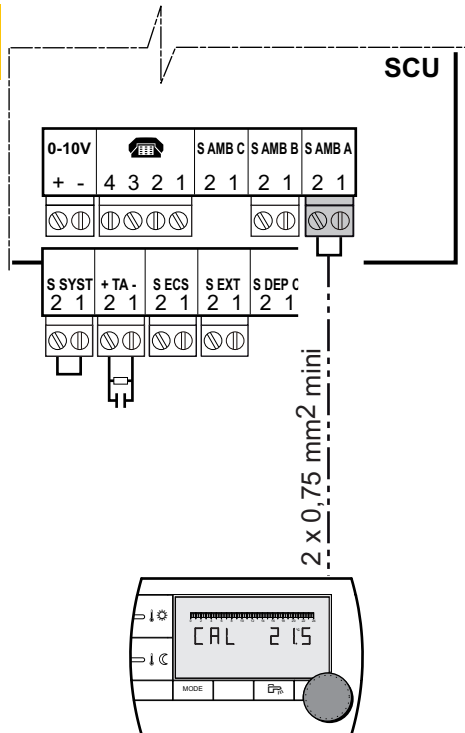 SCU
0-10V S AMB C S AMB B S AMB A
+ - 4 3 2 1 2 1 2 1 2 1
S SYST + TA - S ECS S EXT S DEP C
2 1 2 1 2 1 2 1 2 1
2 x 0,75 mm² mini
CAL 21.5
MODE